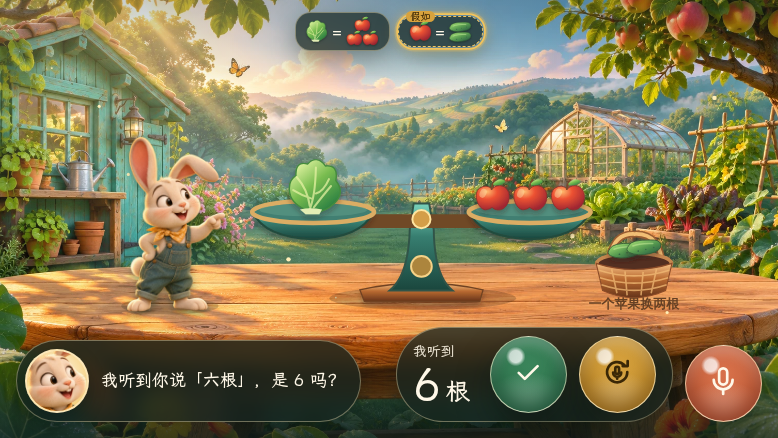 =
假如
=
一个苹果换两根
我听到你说「六根」，是 6 吗？
我听到
6 根